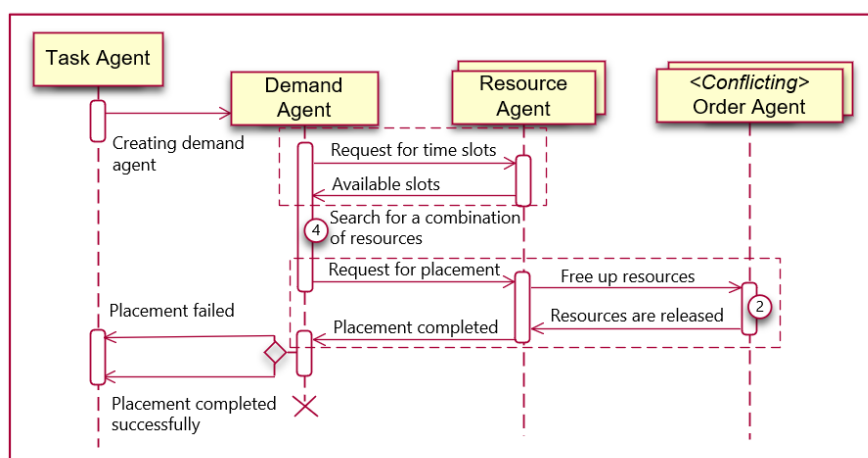 Task Agent
Demand
Agent
Resource
Agent
<Conflicting>
Order Agent
Creating demand
agent
Request for time slots
Available slots
4
Search for a combination
of resources
Request for placement
Free up resources
2
Placement failed
Placement completed
Resources are released
Placement completed
successfully